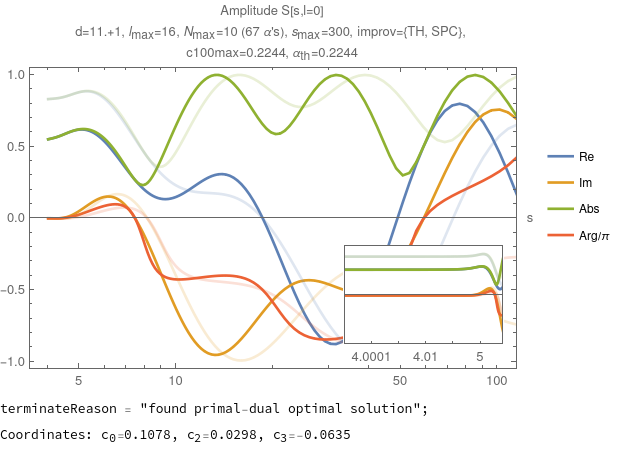 Amplitude S[s,l=0]
d=11.+1, lmax=16, Nmax=10 (67 α's), smax=300, improv={TH, SPC},
c100max=0.2244, αth=0.2244
1.0
0.5
0.0
−0.5
−1.0
5
10
50
100
s
4.0001
4.01
5
Re
Im
Abs
Arg/π
terminateReason = "found primal-dual optimal solution";
Coordinates: c0=0.1078, c2=0.0298, c3=-0.0635